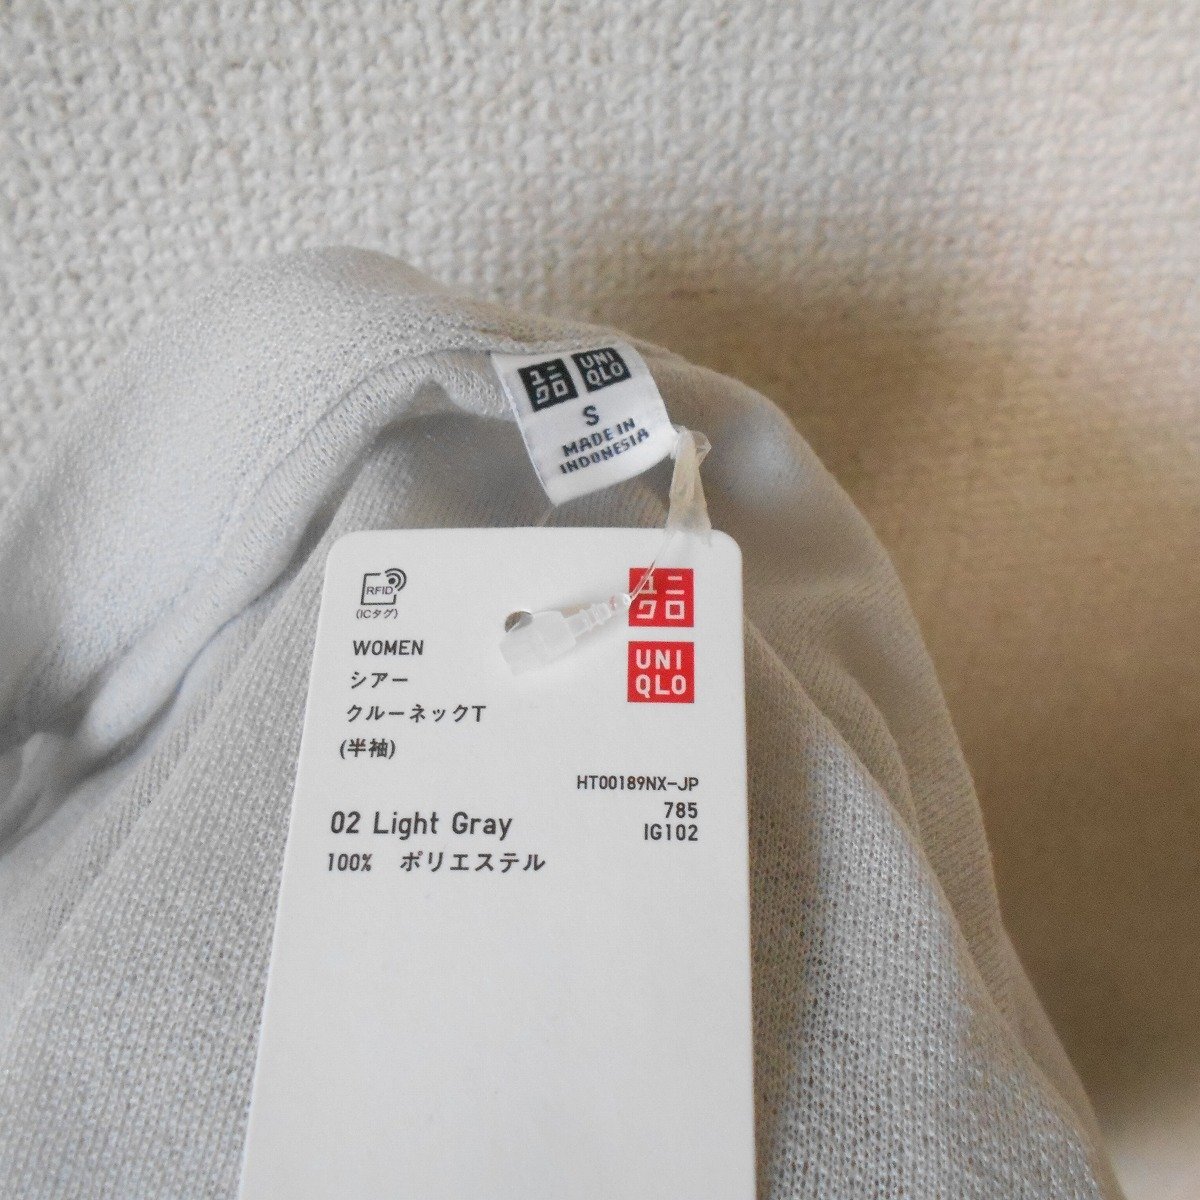 ユニ
クロ
UNI
QLO
S
MADE IN
INDONESIA
RFID
(ICタグ)
WOMEN
シアー
クルーネックT
(半袖)
ユニ
クロ
UNI
QLO
HT00189NX-JP
785
IG102
02 Light Gray
100% ポリエステル